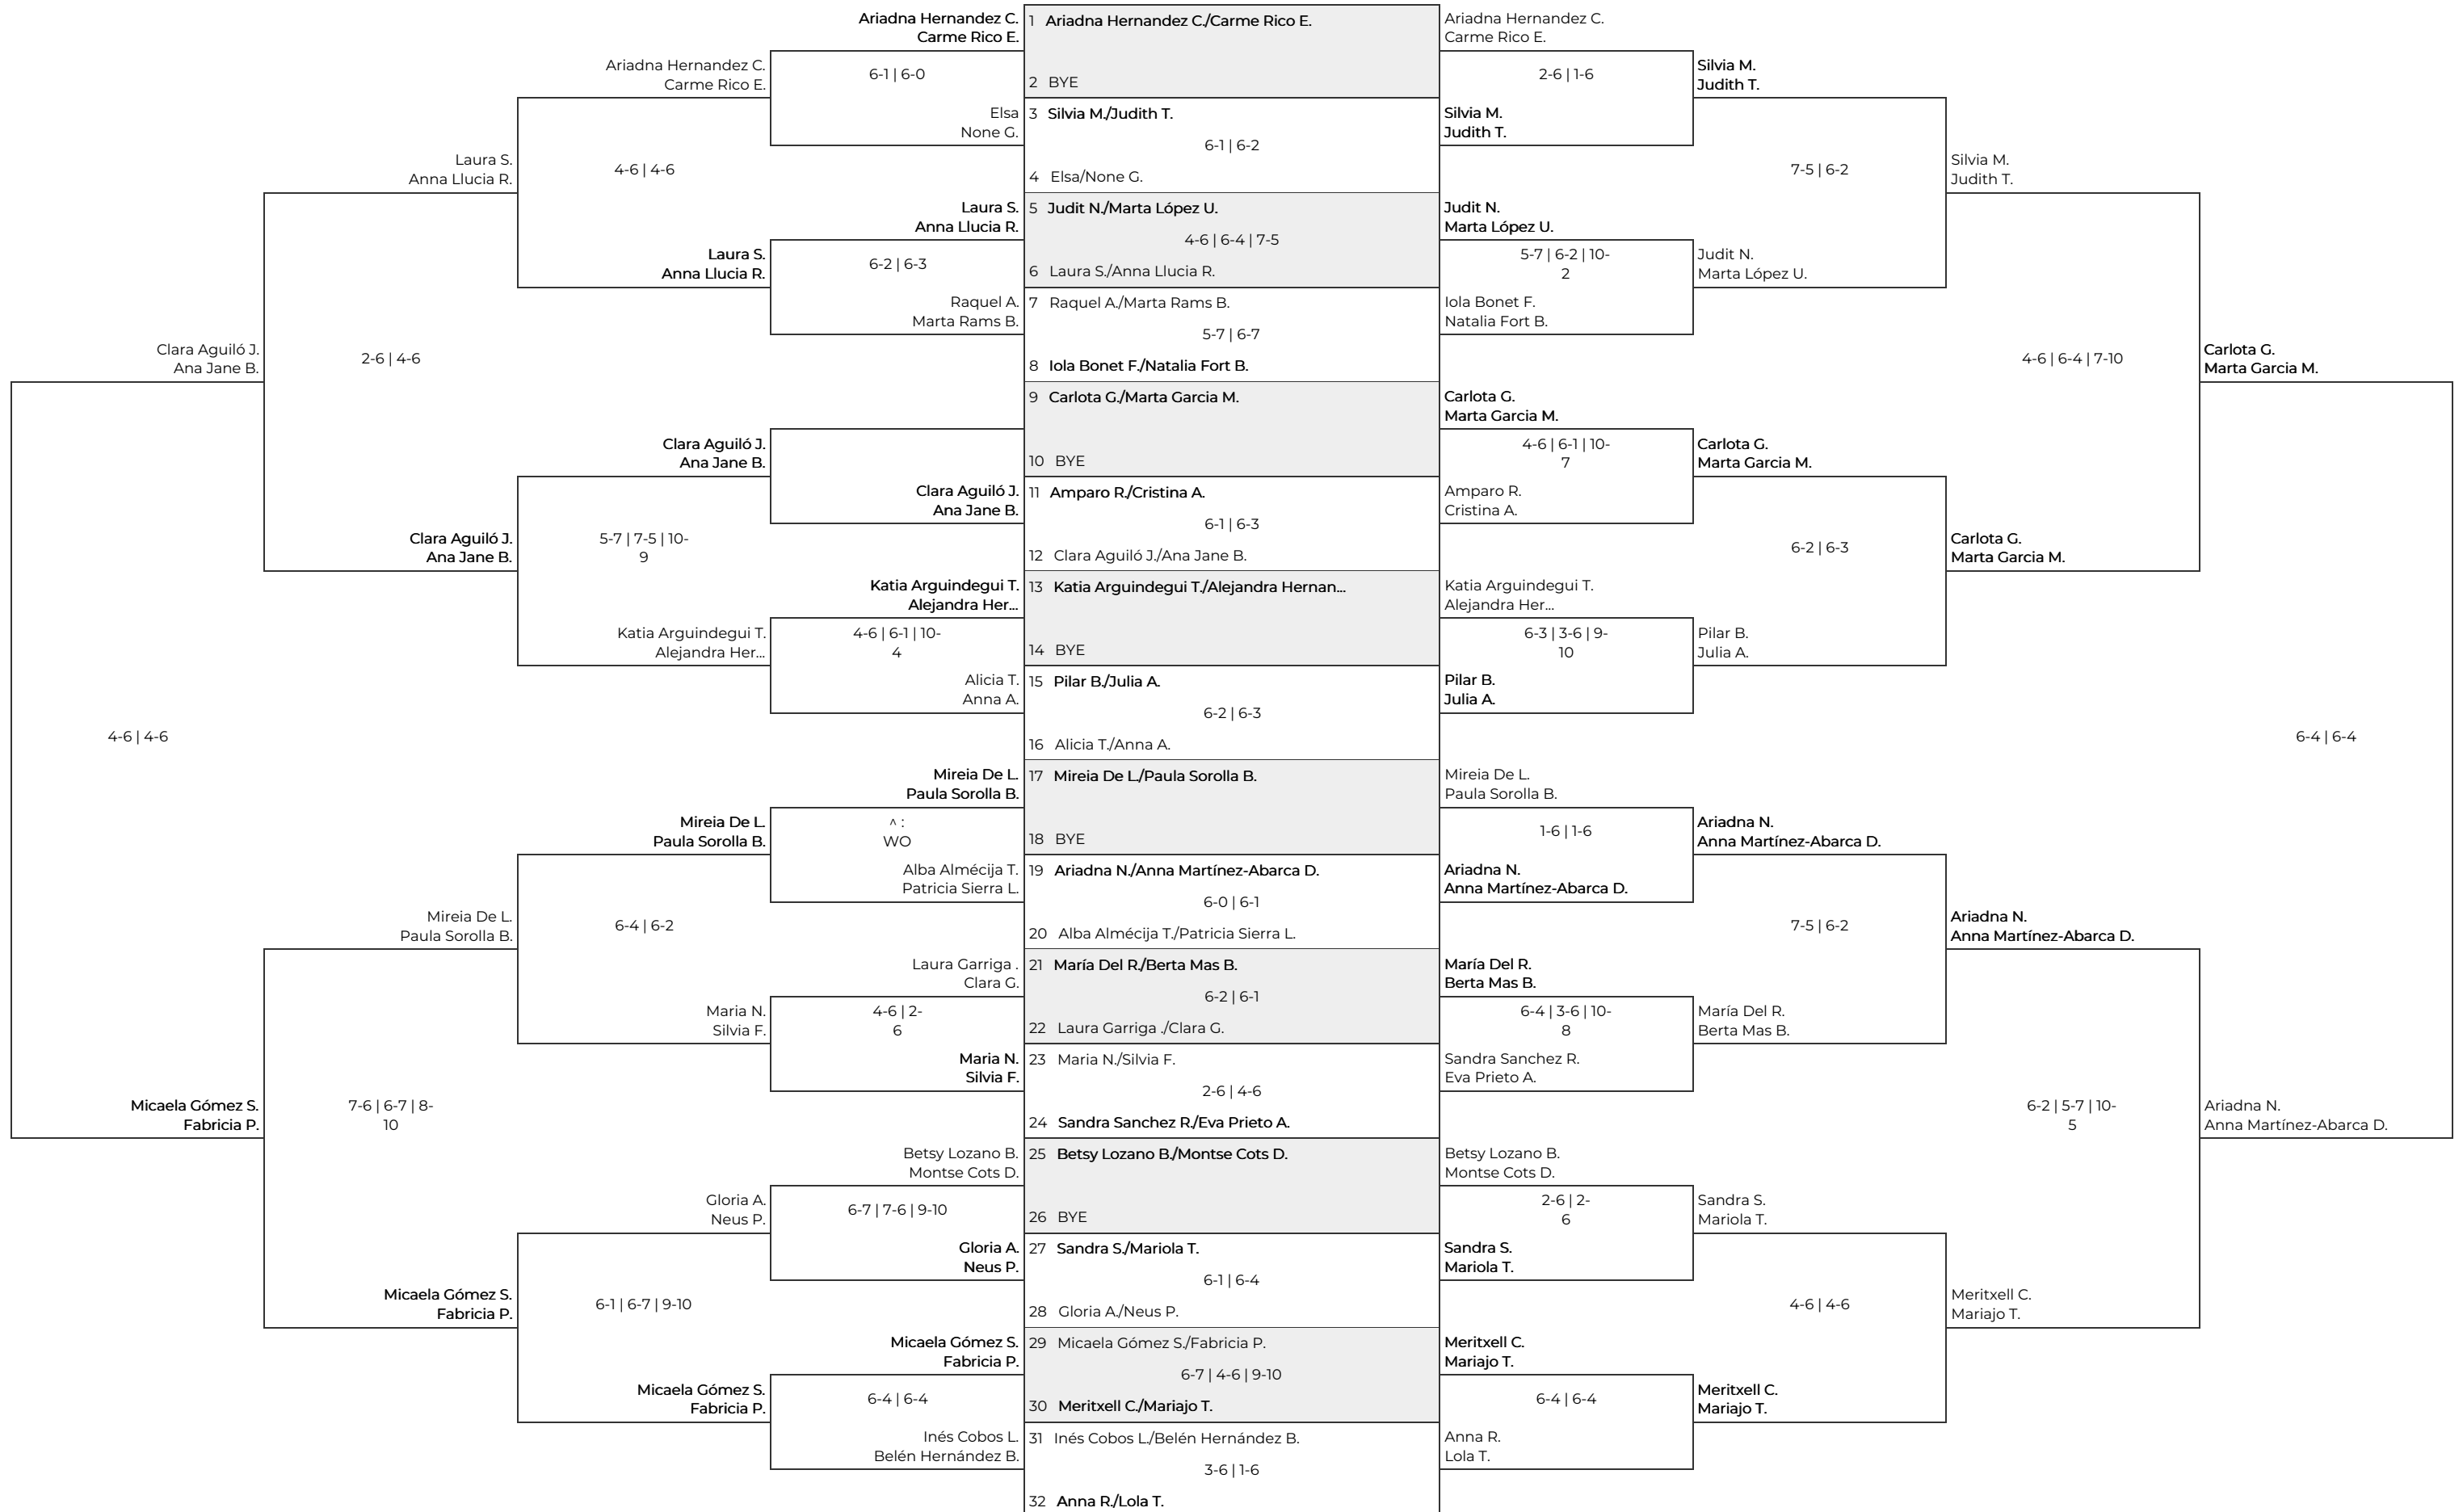 Ariadna Hernandez C.
Carme Rico E.
Ariadna Hernandez C.
Carme Rico E.
6-1 | 6-0
Elsa
None G.
Laura S.
Anna Llucia R.
4-6 | 4-6
Laura S.
Anna Llucia R.
Laura S.
Anna Llucia R.
6-2 | 6-3
Raquel A.
Marta Rams B.
Clara Aguiló J.
Ana Jane B.
2-6 | 4-6
Clara Aguiló J.
Ana Jane B.
Clara Aguiló J.
Ana Jane B.
Clara Aguiló J.
Ana Jane B.
5-7 | 7-5 | 10-
9
Katia Arguindegui T.
Alejandra Her...
Katia Arguindegui T.
Alejandra Her...
4-6 | 6-1 | 10-
4
Alicia T.
Anna A.
4-6 | 4-6
Mireia De L.
Paula Sorolla B.
Mireia De L.
Paula Sorolla B.
^ :
WO
Alba Almécija T.
Patricia Sierra L.
Mireia De L.
Paula Sorolla B.
6-4 | 6-2
Laura Garriga .
Clara G.
Maria N.
Silvia F.
4-6 | 2-
6
Maria N.
Silvia F.
Micaela Gómez S.
Fabricia P.
7-6 | 6-7 | 8-
10
Betsy Lozano B.
Montse Cots D.
Gloria A.
Neus P.
6-7 | 7-6 | 9-10
Gloria A.
Neus P.
Micaela Gómez S.
Fabricia P.
6-1 | 6-7 | 9-10
Micaela Gómez S.
Fabricia P.
Micaela Gómez S.
Fabricia P.
6-4 | 6-4
Inés Cobos L.
Belén Hernández B.
1 Ariadna Hernandez C./Carme Rico E.
2 BYE
3 Silvia M./Judith T.
6-1 | 6-2
4 Elsa/None G.
5 Judit N./Marta López U.
4-6 | 6-4 | 7-5
6 Laura S./Anna Llucia R.
7 Raquel A./Marta Rams B.
5-7 | 6-7
8 Iola Bonet F./Natalia Fort B.
9 Carlota G./Marta Garcia M.
10 BYE
11 Amparo R./Cristina A.
6-1 | 6-3
12 Clara Aguiló J./Ana Jane B.
13 Katia Arguindegui T./Alejandra Hernan...
14 BYE
15 Pilar B./Julia A.
6-2 | 6-3
16 Alicia T./Anna A.
17 Mireia De L./Paula Sorolla B.
18 BYE
19 Ariadna N./Anna Martínez-Abarca D.
6-0 | 6-1
20 Alba Almécija T./Patricia Sierra L.
21 María Del R./Berta Mas B.
6-2 | 6-1
22 Laura Garriga ./Clara G.
23 Maria N./Silvia F.
2-6 | 4-6
24 Sandra Sanchez R./Eva Prieto A.
25 Betsy Lozano B./Montse Cots D.
26 BYE
27 Sandra S./Mariola T.
6-1 | 6-4
28 Gloria A./Neus P.
29 Micaela Gómez S./Fabricia P.
6-7 | 4-6 | 9-10
30 Meritxell C./Mariajo T.
31 Inés Cobos L./Belén Hernández B.
3-6 | 1-6
32 Anna R./Lola T.
Ariadna Hernandez C.
Carme Rico E.
2-6 | 1-6
Silvia M.
Judith T.
Silvia M.
Judith T.
7-5 | 6-2
Silvia M.
Judith T.
Judit N.
Marta López U.
5-7 | 6-2 | 10-
2
Judit N.
Marta López U.
Iola Bonet F.
Natalia Fort B.
4-6 | 6-4 | 7-10
Carlota G.
Marta Garcia M.
Carlota G.
Marta Garcia M.
4-6 | 6-1 | 10-
7
Carlota G.
Marta Garcia M.
Amparo R.
Cristina A.
6-2 | 6-3
Carlota G.
Marta Garcia M.
Katia Arguindegui T.
Alejandra Her...
6-3 | 3-6 | 9-
10
Pilar B.
Julia A.
Pilar B.
Julia A.
6-4 | 6-4
Mireia De L.
Paula Sorolla B.
1-6 | 1-6
Ariadna N.
Anna Martínez-Abarca D.
Ariadna N.
Anna Martínez-Abarca D.
7-5 | 6-2
Ariadna N.
Anna Martínez-Abarca D.
María Del R.
Berta Mas B.
6-4 | 3-6 | 10-
8
María Del R.
Berta Mas B.
Sandra Sanchez R.
Eva Prieto A.
6-2 | 5-7 | 10-
5
Ariadna N.
Anna Martínez-Abarca D.
Betsy Lozano B.
Montse Cots D.
2-6 | 2-
6
Sandra S.
Mariola T.
Sandra S.
Mariola T.
4-6 | 4-6
Meritxell C.
Mariajo T.
Meritxell C.
Mariajo T.
6-4 | 6-4
Meritxell C.
Mariajo T.
Anna R.
Lola T.